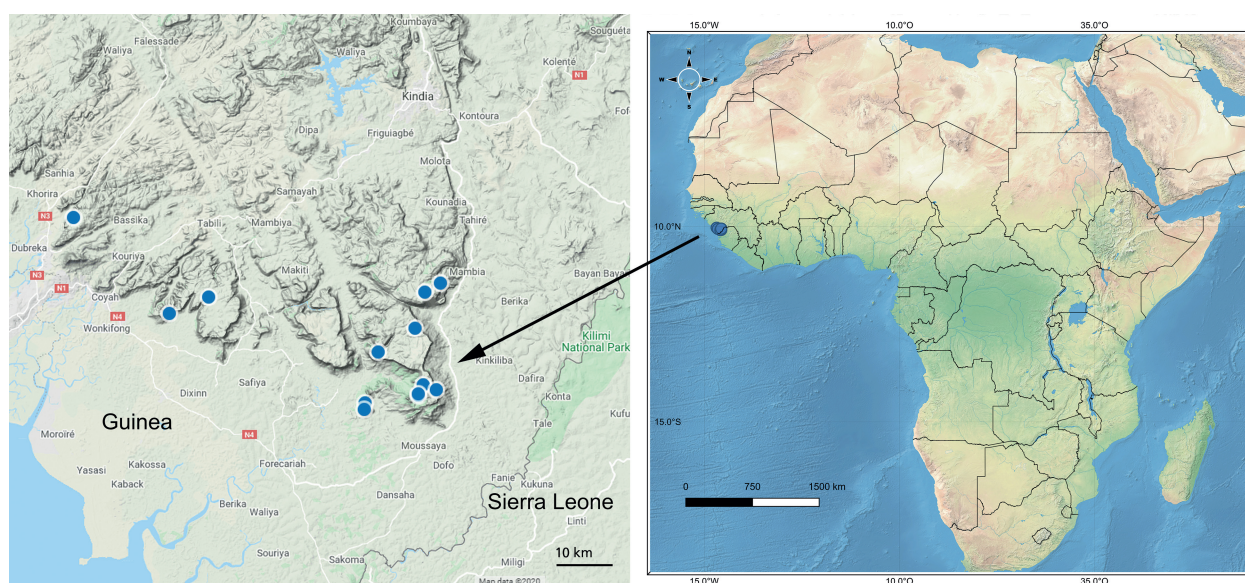 Koumbaya
Souguéta
Falessade
Waliya
Waliya
Kolenté
N1
Kindia
Kontoura
Dipa
Friguiagbé
Molota
Sanhia
Khorira
Samayah
Kounadia
N3
Bassika
Tabili
Mambiya
Tahiré
Dubreka
Kouriya
N3
Makiti
Mambia
Bayan Bayan
N1
Coyah
Berika
Wonkifong
N4
Kilimi
National Park
Kinkiliba
Safiya
Dafira
Dixinn
Konta
Guinea
Kufu
Moroiré
N4
Tale
Moussaya
Kakossa
Forecariah
Dofo
Yasasi
Kaback
Fanie
Kukuna
Dansaha
Berika
Waliya
Sierra Leone
Linti
Souriya
Sakoma
Miligi
10 km
Map data ©2020
15.0°W
10.0°O
35.0°O
N
W
E
S
10.0°N
15.0°S
0
750
1500 km
15.0°W
10.0°O
35.0°O